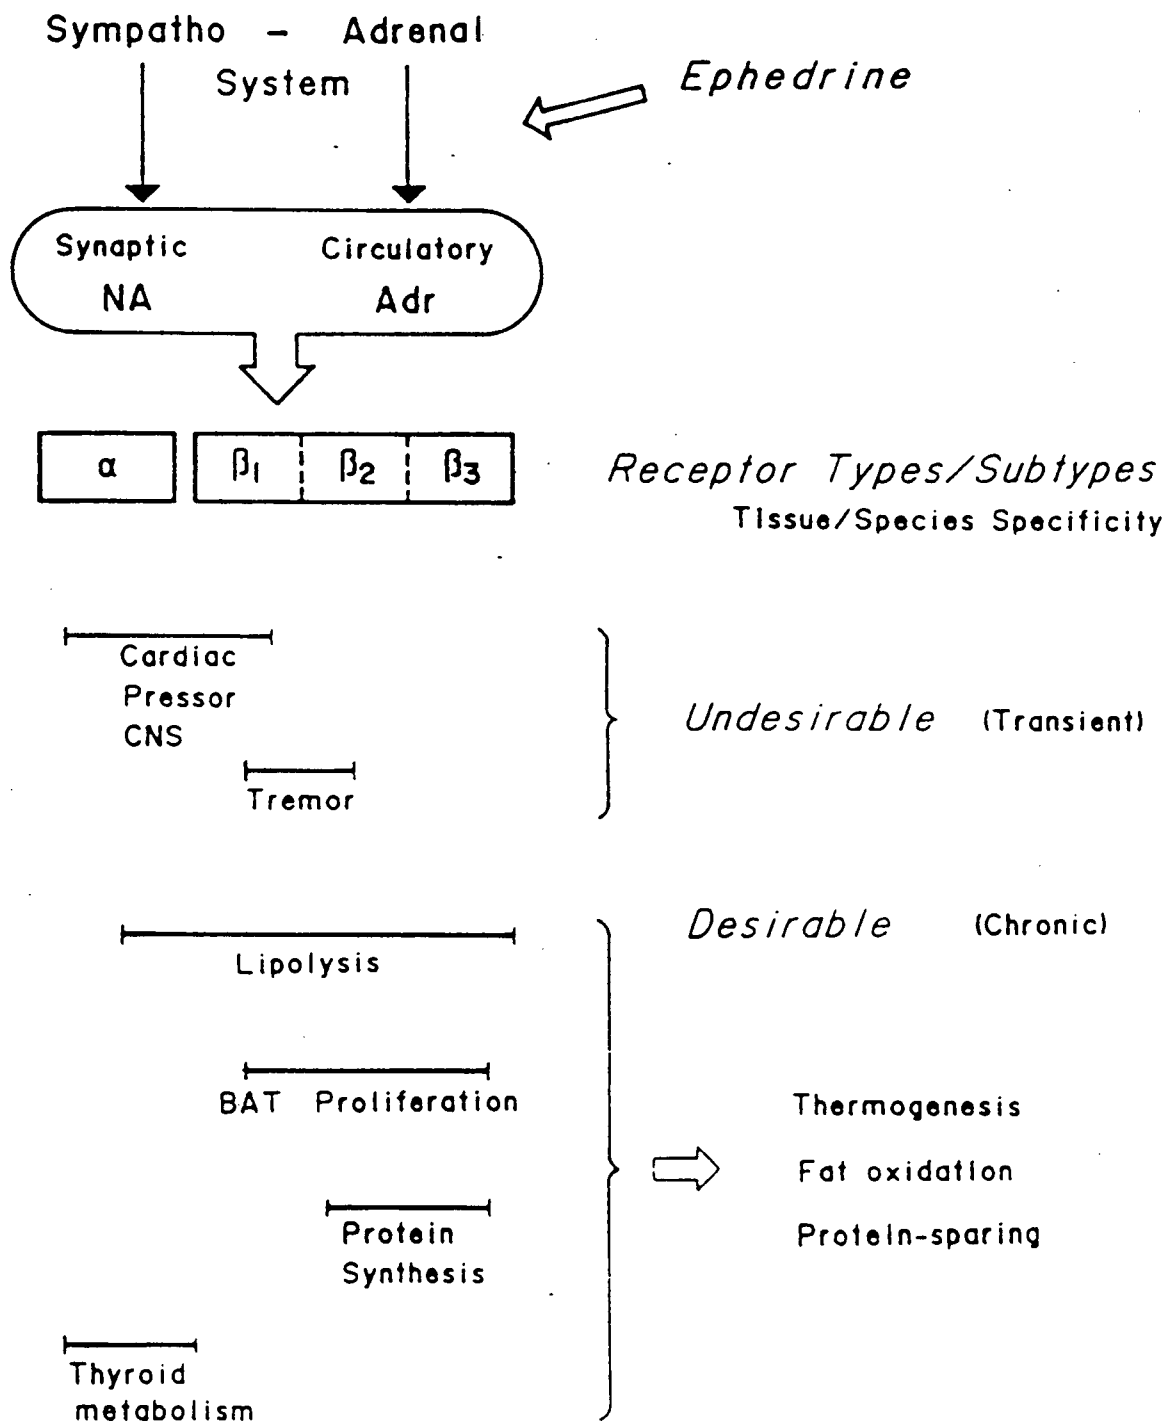 Sympatho - Adrenal
System
Ephedrine
Synaptic Circulatory
NA Adr
α β1 β2 β3
Receptor Types/Subtypes
Tissue/Species Specificity
Cardiac
Pressor
CNS
Undesirable (Transient)
Tremor
Desirable (Chronic)
Lipolysis
BAT Proliferation
Thermogenesis
Fat oxidation
Protein-sparing
Protein
Synthesis
Thyroid
metabolism